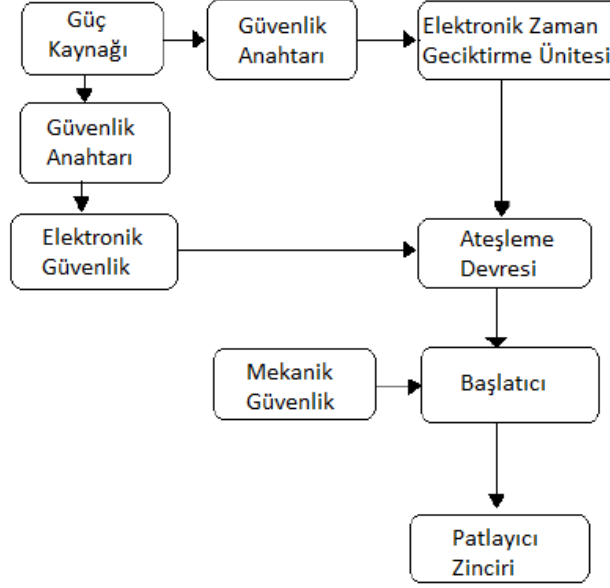 Güç
Kaynağı
Güvenlik
Anahtarı
Elektronik Zaman
Geciktirme Ünitesi
Güvenlik
Anahtarı
Elektronik
Güvenlik
Ateşleme
Devresi
Mekanik
Güvenlik
Başlatıcı
Patlayıcı
Zinciri